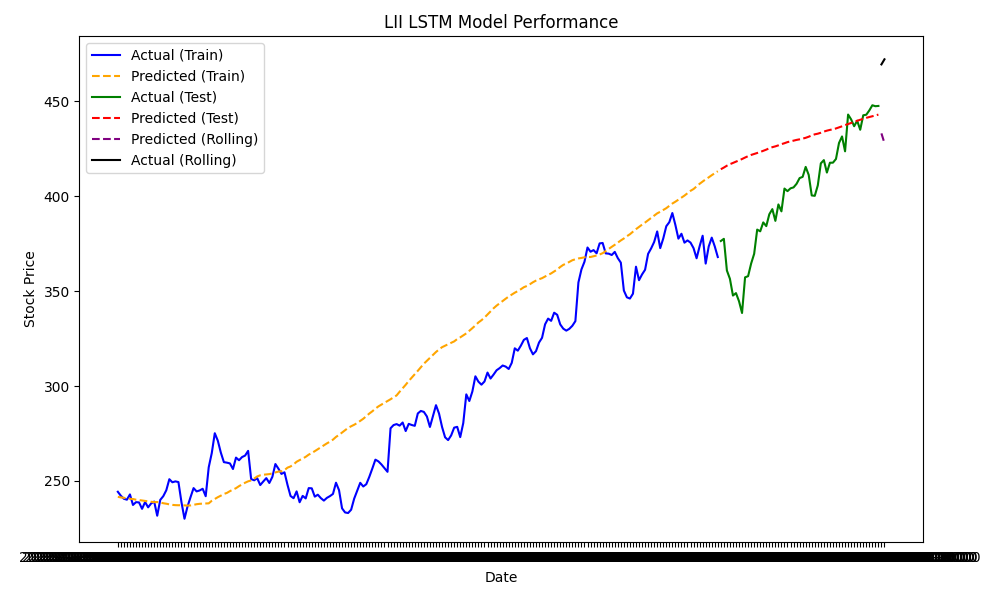 LII LSTM Model Performance
Actual (Train)
Predicted (Train)
Actual (Test)
Predicted (Test)
Predicted (Rolling)
Actual (Rolling)
450
400
350
300
250
Stock Price
Date